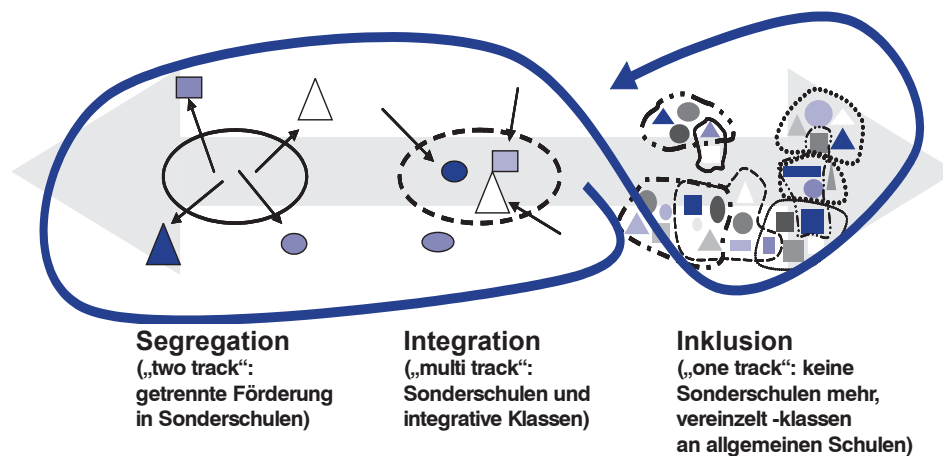 Segregation
(„two track“:
getrennte Förderung
in Sonderschulen)
Integration
(„multi track“:
Sonderschulen und
integrative Klassen)
Inklusion
(„one track“: keine
Sonderschulen mehr,
vereinzelt -klassen
an allgemeinen Schulen)